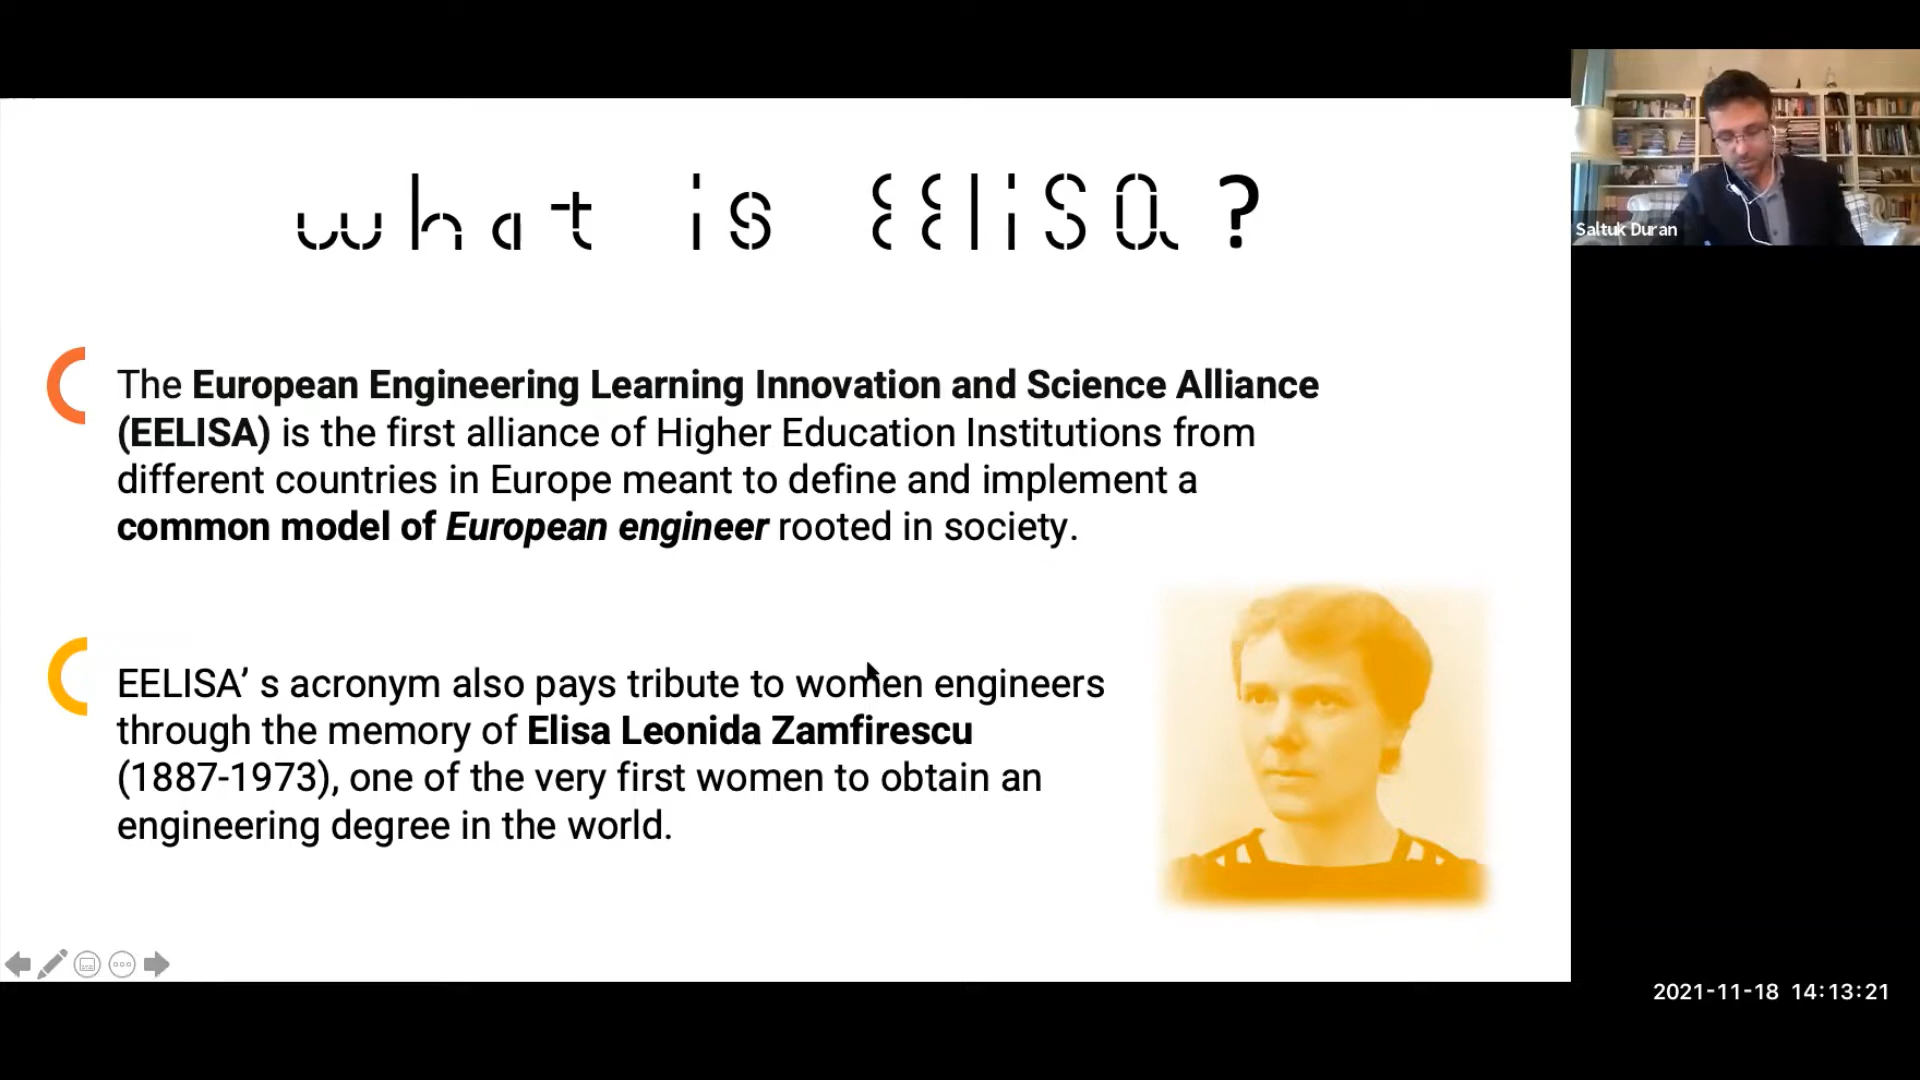 what is EEliSa?
The European Engineering Learning Innovation and Science Alliance
(EELISA) is the first alliance of Higher Education Institutions from
different countries in Europe meant to define and implement a
common model of European engineer rooted in society.
EELISA’ s acronym also pays tribute to women engineers
through the memory of Elisa Leonida Zamfirescu
(1887-1973), one of the very first women to obtain an
engineering degree in the world.
Saltuk Duran
2021-11-18 14:13:21